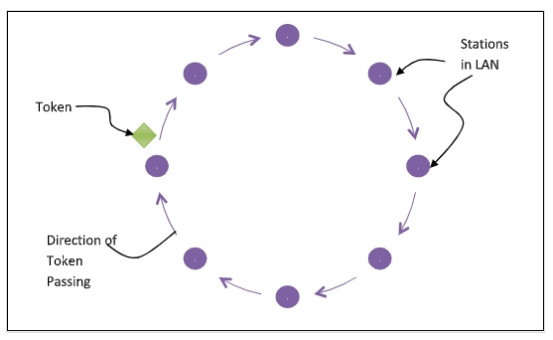 Stations
in LAN
Token
Direction of
Token
Passing